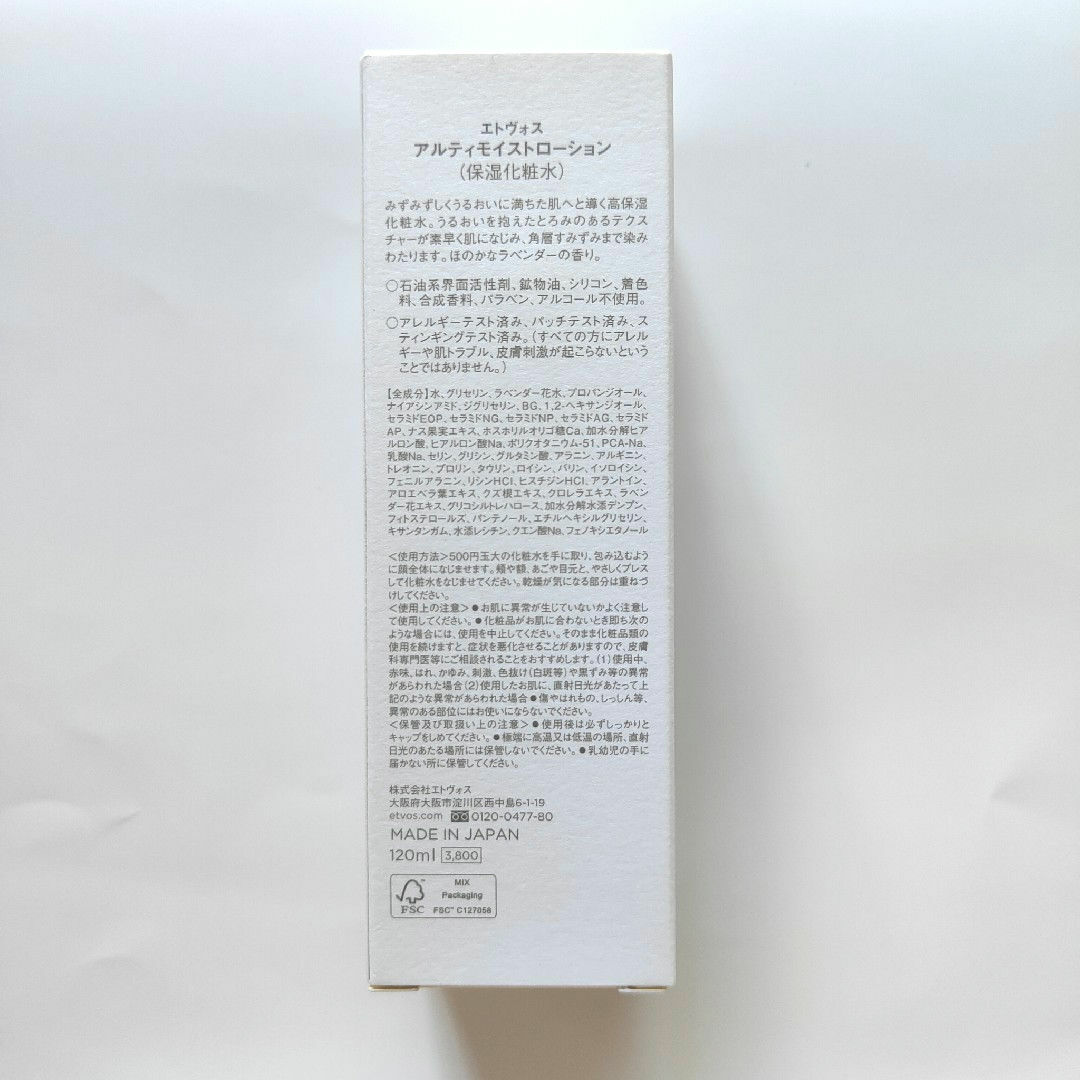 エトヴォス
アルティモイストローション
(保湿化粧水)
みずみずしくうるおいに満ちた肌へと導く高保湿
化粧水。うるおいを抱えたとろみのあるテクス
チャーが素早く肌になじみ、角層すみずみまで染み
わたります。ほのかなラベンダーの香り。
○石油系界面活性剤、鉱物油、シリコン、着色
料、合成香料、パラベン、アルコール不使用。
○アレルギーテスト済み、パッチテスト済み、ス
ティンギングテスト済み。(すべての方にアレル
ギーや肌トラブル、皮膚刺激が起こらないという
ことではありません。)
【全成分】水、グリセリン、ラベンダー花水、プロパンジオール、
ナイアシンアミド、ジグリセリン、BG、1,2-ヘキサンジオール、
セラミドEOP、セラミドNG、セラミドNP、セラミドAG、セラミド
AP、ナス果実エキス、ホスホリルオリゴ糖Ca、加水分解ヒア
ルロン酸、ヒアルロン酸Na、ポリクオタニウム-51、PCA-Na、
乳酸Na、セリン、グリシン、グルタミン酸、アラニン、アルギニン、
トレオニン、プロリン、タウリン、ロイシン、バリン、イソロイシン、
フェニルアラニン、リシンHCl、ヒスチジンHCl、アラントイン、
アロエベラ葉エキス、クズ根エキス、クロレラエキス、ラベン
ダー花エキス、グリコシルトレハロース、加水分解水添デンプン、
フィトステロールズ、パンテノール、エチルヘキシルグリセリン、
キサンタンガム、水添レシチン、クエン酸Na、フェノキシエタノール
<使用方法>500円玉大の化粧水を手に取り、包み込むよう
に顔全体になじませます。頬や額、あごや目元と、やさしくプレス
して化粧水をなじませてください。乾燥が気になる部分は重ねづ
けしてください。
<使用上の注意>●お肌に異常が生じていないかよく注意し
て使用してください。●化粧品がお肌に合わないとき即ち次の
ような場合には、使用を中止してください。そのまま化粧品類の
使用を続けますと、症状を悪化させることがありますので、皮膚
科専門医等にご相談されることをおすすめします。(1)使用中、
赤味、はれ、かゆみ、刺激、色抜け(白斑等)や黒ずみ等の異常
があらわれた場合(2)使用したお肌に、直射日光があたって上
記のような異常があらわれた場合●傷やはれもの、しっしん等、
異常のある部位にはお使いにならないでください。
<保管及び取扱い上の注意>●使用後は必ずしっかりと
キャップをしめてください。●極端に高温又は低温の場所、直射
日光のあたる場所には保管しないでください。●乳幼児の手に
届かない所に保管してください。
株式会社エトヴォス
大阪府大阪市淀川区西中島6-1-19
etvos.com 0120-0477-80
MADE IN JAPAN
120ml 3,800
MIX
Packaging
FSC FSC™ C127056